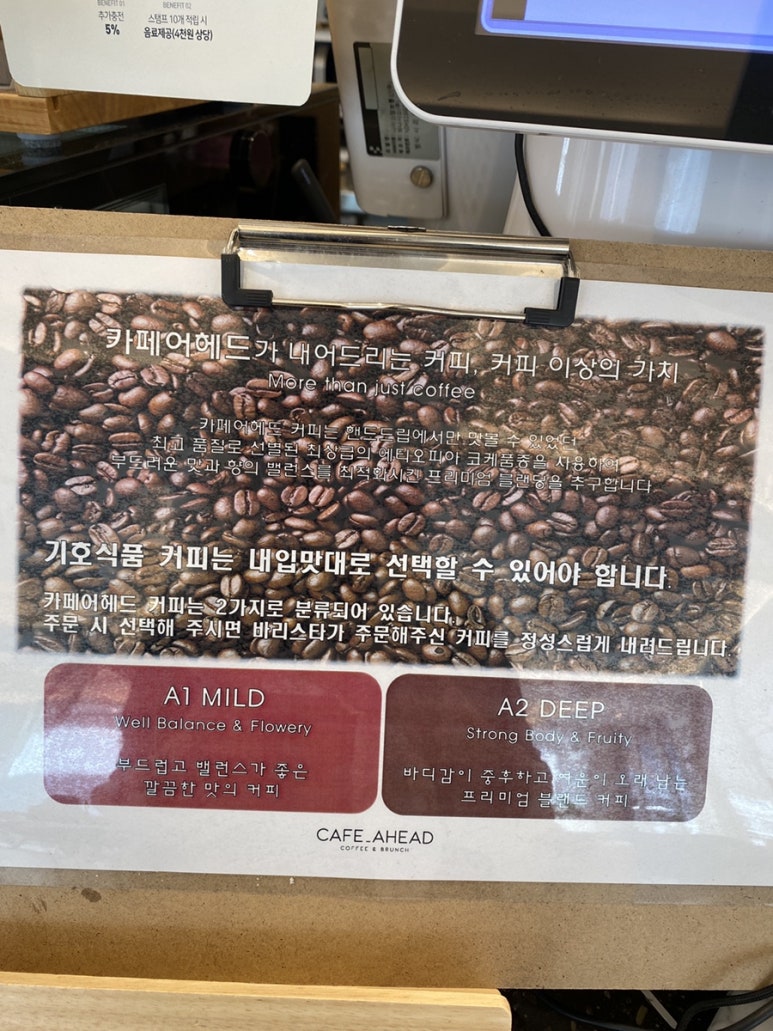 BENEFIT 01
추가충전
5%
BENEFIT 02
스탬프 10개 적립 시
음료제공(4천원 상당)
카페어헤드가 내어드리는 커피, 커피 이상의 가치
More than just coffee
카페어헤드 커피는 핸드드립에서만 맛볼 수 있었던
최고 품질로 선별된 최상급의 에티오피아 코케품종을 사용하여
부드러운 맛과 향의 밸런스를 최적화시킨 프리미엄 블랜딩을 추구합니다.
기호식품 커피는 내입맛대로 선택할 수 있어야 합니다.
카페어헤드 커피는 2가지로 분류되어 있습니다.
주문 시 선택해 주시면 바리스타가 주문해주신 커피를 정성스럽게 내려드립니다.
A1 MILD
Well Balance & Flowery
부드럽고 밸런스가 좋은
깔끔한 맛의 커피
A2 DEEP
Strong Body & Fruity
바디감이 중후하고 여운이 오래 남는
프리미엄 블랜드 커피
CAFE_AHEAD
COFFEE & BRUNCH